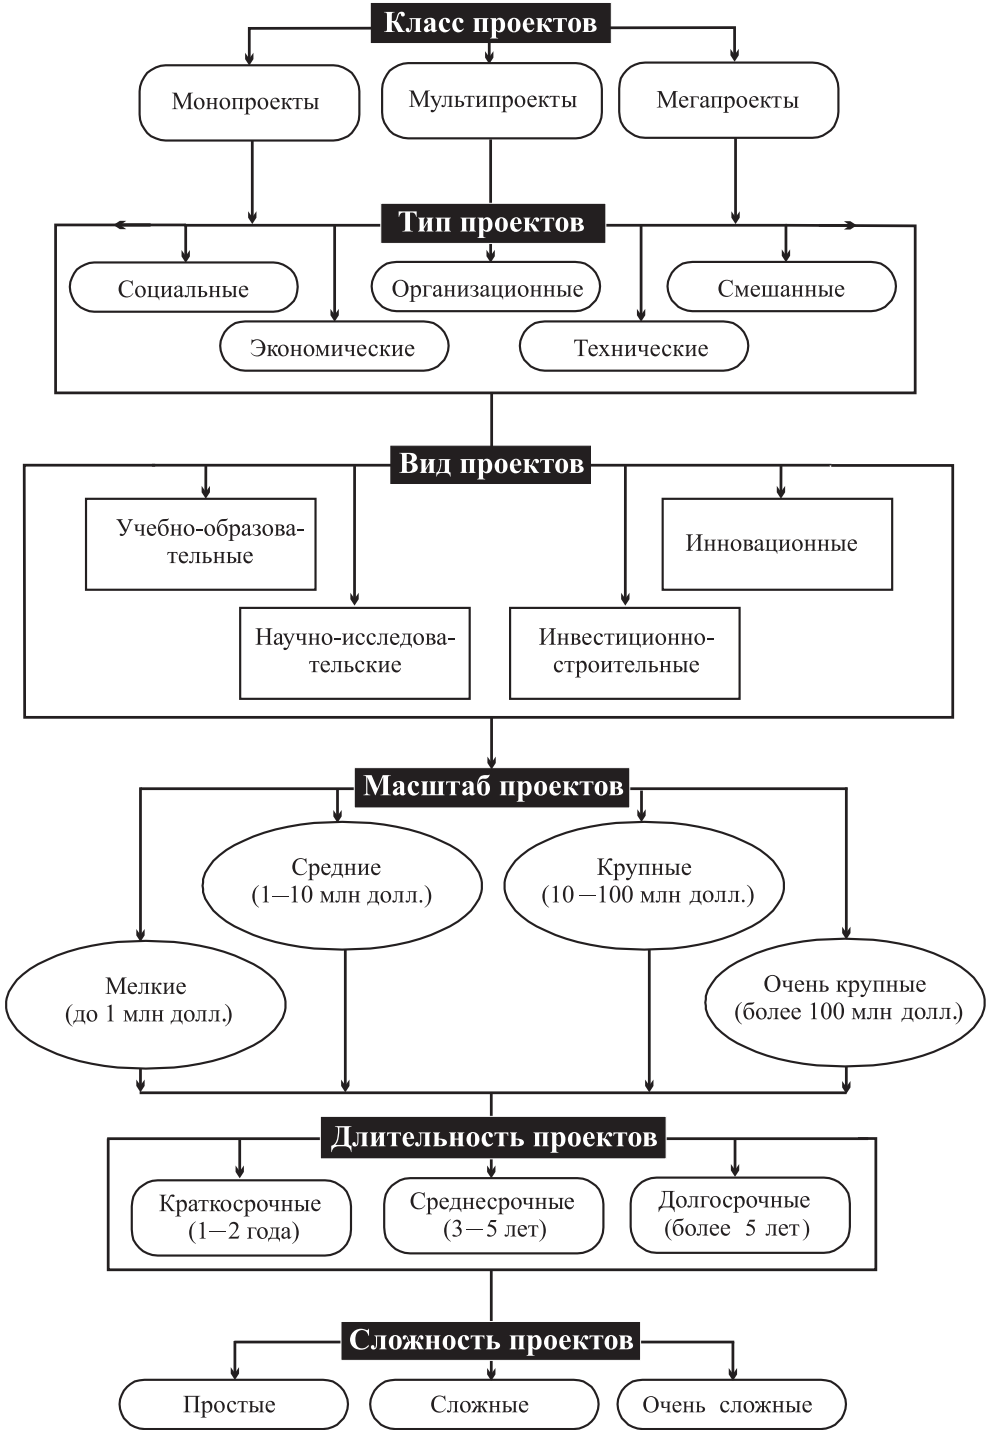 Класс проектов
Монопроекты
Мультипроекты
Мегапроекты
Тип проектов
Социальные
Организационные
Смешанные
Экономические
Технические
Вид проектов
Учебно-образова-
тельные
Инновационные
Научно-исследова-
тельские
Инвестиционно-
строительные
Масштаб проектов
Средние
(1—10 млн долл.)
Крупные
(10—100 млн долл.)
Мелкие
(до 1 млн долл.)
Очень крупные
(более 100 млн долл.)
Длительность проектов
Краткосрочные
(1—2 года)
Среднесрочные
(3—5 лет)
Долгосрочные
(более 5 лет)
Сложность проектов
Простые
Сложные
Очень сложные